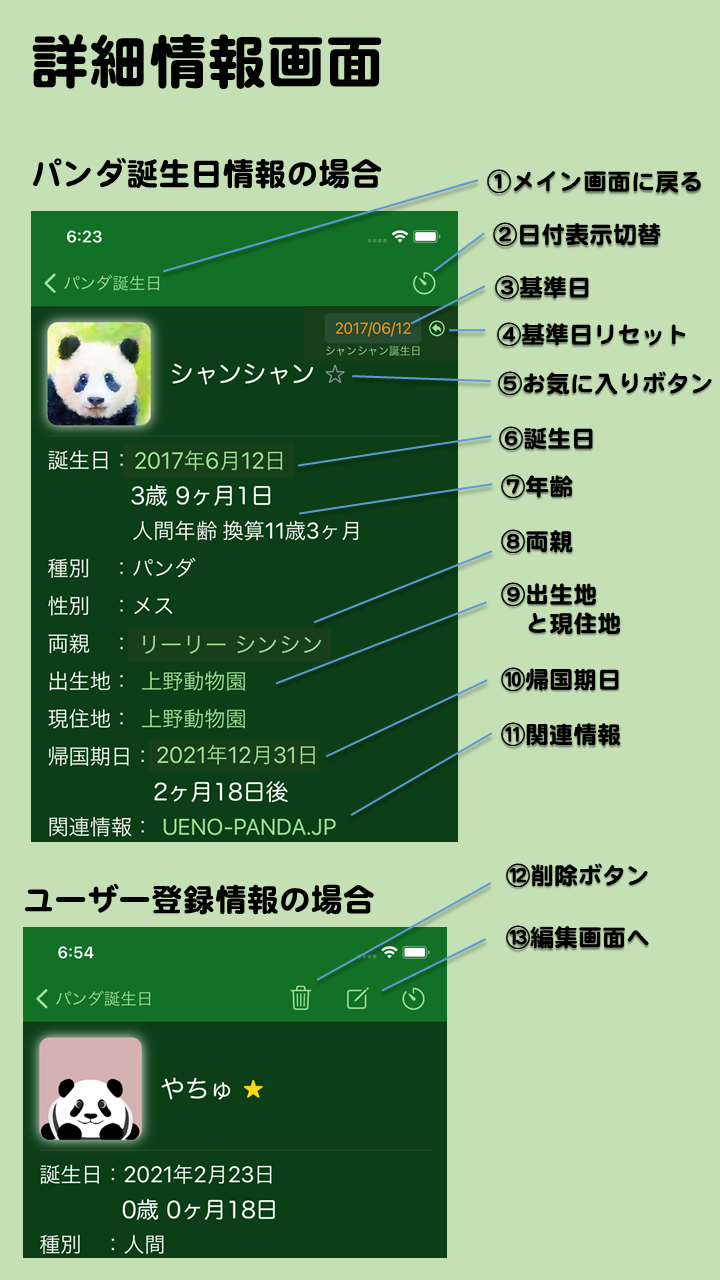 詳細情報画面
パンダ誕生日情報の場合
①メイン画面に戻る
6:23
②日付表示切替
パンダ誕生日
③基準日
2017/06/12
④基準日リセット
シャンシャン誕生日
シャンシャン ☆
⑤お気に入りボタン
誕生日：2017年6月12日
⑥誕生日
3歳 9ヶ月1日
⑦年齢
人間年齢 換算11歳3ヶ月
⑧両親
種別 ：パンダ
⑨出生地
性別 ：メス
と現住地
両親 ：リーリー シンシン
出生地： 上野動物園
⑩帰国期日
現住地： 上野動物園
⑪関連情報
帰国期日：2021年12月31日
2ヶ月18日後
関連情報： UENO-PANDA.JP
⑫削除ボタン
ユーザー登録情報の場合
⑬編集画面へ
6:54
パンダ誕生日
やちゅ ★
誕生日：2021年2月23日
0歳 0ヶ月18日
種別 ：人間